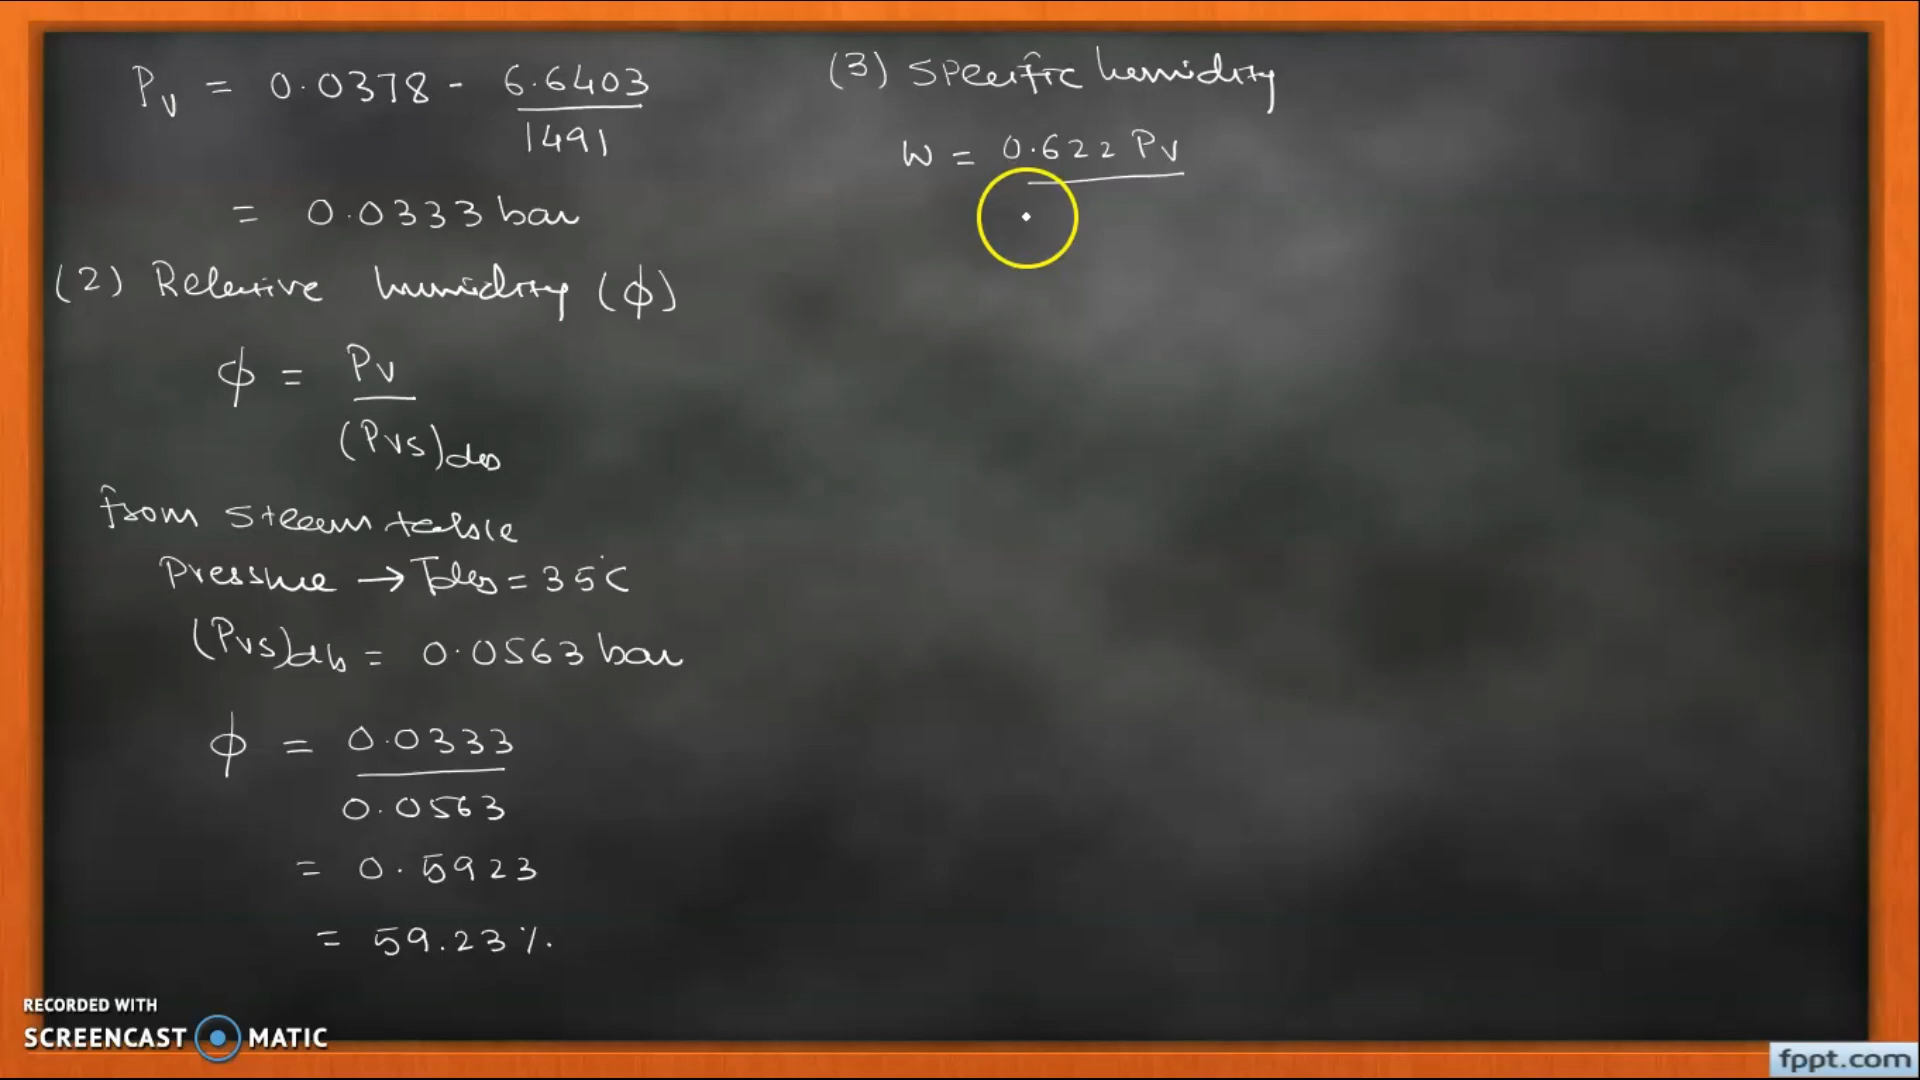 Pv = 0.0378 - 6.6403
1491
= 0.0333 bar
(2) Relative humidity (ϕ)
ϕ = Pv
(Pvs)db
from steam table
Pressure → Tdb = 35°C
(Pvs)db = 0.0563 bar
ϕ = 0.0333
0.0563
= 0.5923
= 59.23%.
(3) Specific humidity
W = 0.622 Pv
RECORDED WITH
SCREENCAST MATIC
fppt.com